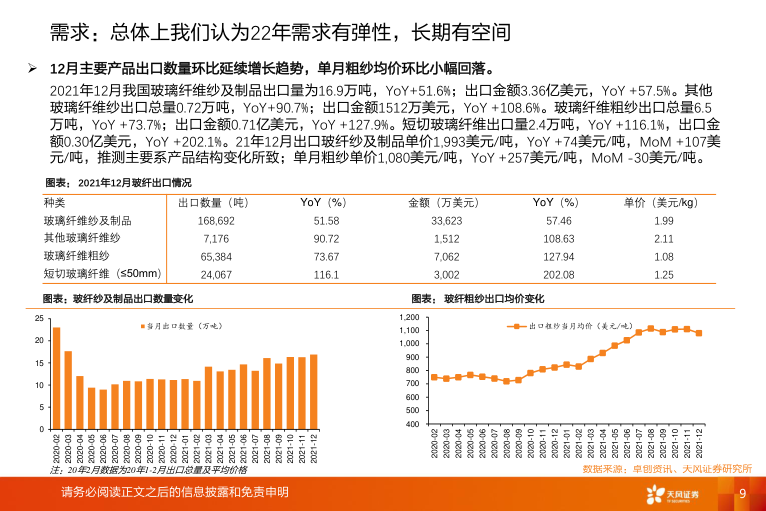 需求：总体上我们认为22年需求有弹性，长期有空间
➢ 12月主要产品出口数量环比延续增长趋势，单月粗纱均价环比小幅回落。
2021年12月我国玻璃纤维纱及制品出口量为16.9万吨，YoY+51.6%；出口金额3.36亿美元，YoY +57.5%。其他
玻璃纤维纱出口总量0.72万吨，YoY+90.7%；出口金额1512万美元，YoY +108.6%。玻璃纤维粗纱出口总量6.5
万吨，YoY +73.7%；出口金额0.71亿美元，YoY +127.9%。短切玻璃纤维出口量2.4万吨，YoY +116.1%，出口金
额0.30亿美元，YoY +202.1%。21年12月出口玻纤纱及制品单价1,993美元/吨，YoY +74美元/吨，MoM +107美
元/吨，推测主要系产品结构变化所致；单月粗纱单价1,080美元/吨，YoY +257美元/吨，MoM -30美元/吨。
图表： 2021年12月玻纤出口情况
种类 出口数量（吨） YoY（%） 金额（万美元） YoY（%） 单价（美元/kg）
玻璃纤维纱及制品 168,692 51.58 33,623 57.46 1.99
其他玻璃纤维纱 7,176 90.72 1,512 108.63 2.11
玻璃纤维粗纱 65,384 73.67 7,062 127.94 1.08
短切玻璃纤维（≤50mm） 24,067 116.1 3,002 202.08 1.25
图表：玻纤纱及制品出口数量变化
25
20
15
10
5
0
当月出口数量（万吨）
2020-02 2020-03 2020-04 2020-05 2020-06 2020-07 2020-08 2020-09 2020-10 2020-11 2020-12 2021-01 2021-02 2021-03 2021-04 2021-05 2021-06 2021-07 2021-08 2021-09 2021-10 2021-11 2021-12
注：20年2月数据为20年1-2月出口总量及平均价格
图表： 玻纤粗纱出口均价变化
1,200
1,100
1,000
900
800
700
600
500
400
出口粗纱当月均价（美元/吨）
2020-02 2020-03 2020-04 2020-05 2020-06 2020-07 2020-08 2020-09 2020-10 2020-11 2020-12 2021-01 2021-02 2021-03 2021-04 2021-05 2021-06 2021-07 2021-08 2021-09 2021-10 2021-11 2021-12
数据来源：卓创资讯、天风证券研究所
请务必阅读正文之后的信息披露和免责申明
天风证券
TF SECURITIES
9